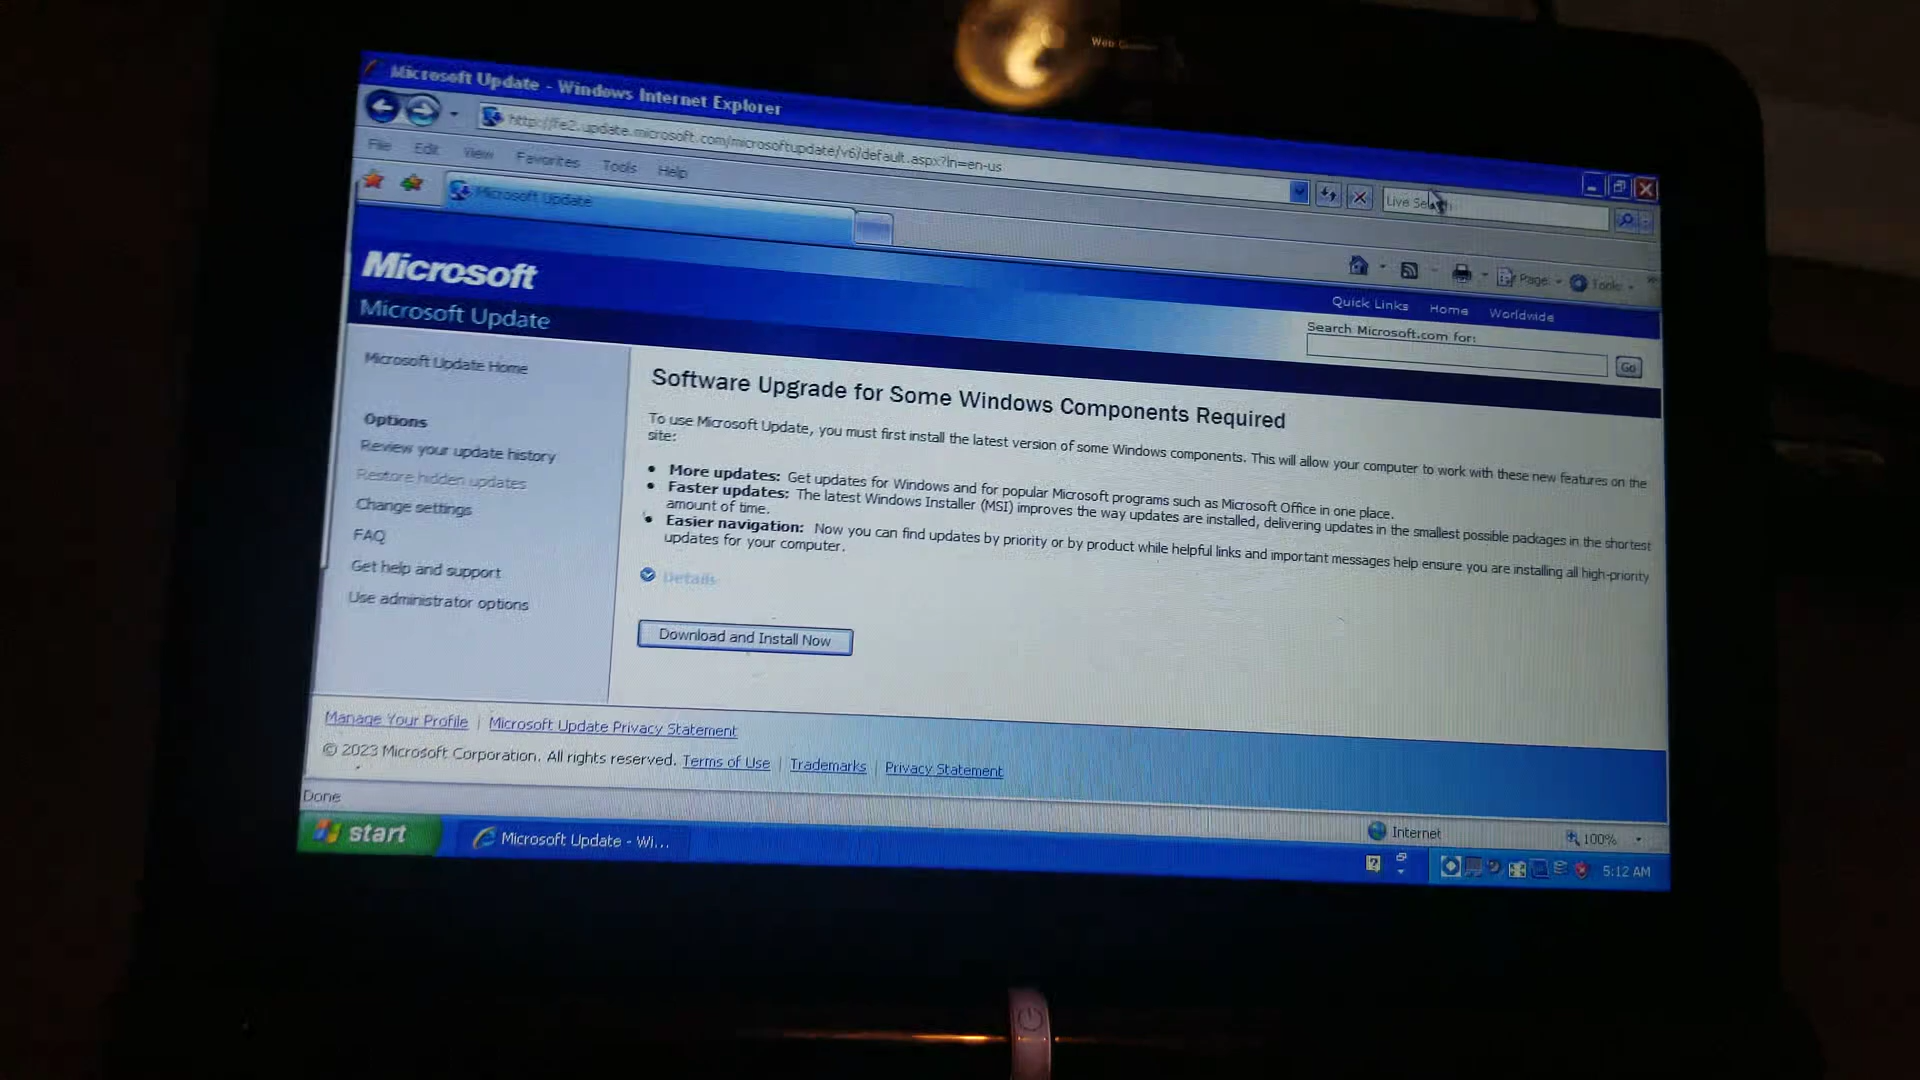 Microsoft Update - Windows Internet Explorer
http://fe2.update.microsoft.com/microsoftupdate/v6/default.aspx?ln=en-us
File Edit View Favorites Tools Help
Live Search
Microsoft Update
Page Tools
Microsoft
Quick Links Home Worldwide
Microsoft Update
Search Microsoft.com for:
Go
Microsoft Update Home
Options
Review your update history
Restore hidden updates
Change settings
FAQ
Get help and support
Use administrator options
Software Upgrade for Some Windows Components Required
To use Microsoft Update, you must first install the latest version of some Windows components. This will allow your computer to work with these new features on the
site:
• More updates: Get updates for Windows and for popular Microsoft programs such as Microsoft Office in one place.
• Faster updates: The latest Windows Installer (MSI) improves the way updates are installed, delivering updates in the smallest possible packages in the shortest
amount of time.
• Easier navigation: Now you can find updates by priority or by product while helpful links and important messages help ensure you are installing all high-priority
updates for your computer.
Details
Download and Install Now
Manage Your Profile | Microsoft Update Privacy Statement
© 2023 Microsoft Corporation. All rights reserved. Terms of Use | Trademarks | Privacy Statement
Done
Internet
100%
start
Microsoft Update - Wi...
5:12 AM